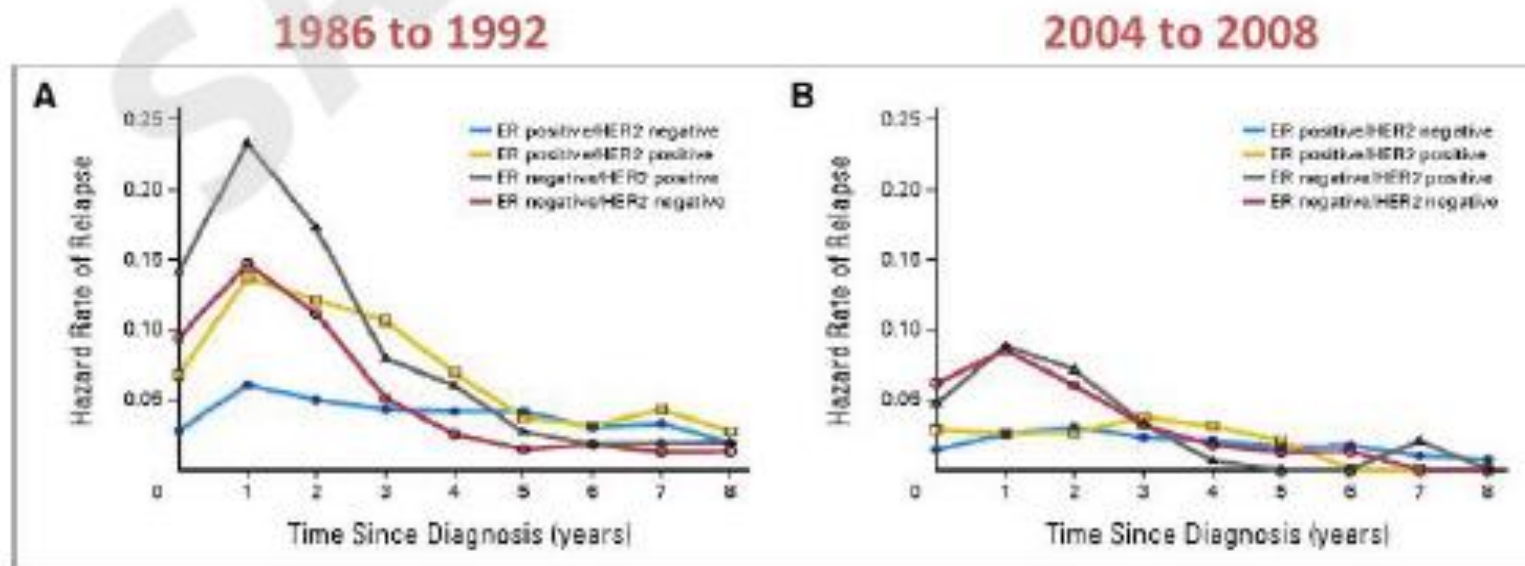 1986 to 1992
2004 to 2008
A
0.25
0.20
0.15
0.10
0.05
0
1 2 3 4 5 6 7 8
Hazard Rate of Relapse
Time Since Diagnosis (years)
ER positive/HER2 negative
ER positive/HER2 positive
ER negative/HER2 positive
ER negative/HER2 negative
B
0.25
0.20
0.15
0.10
0.05
0
1 2 3 4 5 6 7 8
Hazard Rate of Relapse
Time Since Diagnosis (years)
ER positive/HER2 negative
ER positive/HER2 positive
ER negative/HER2 positive
ER negative/HER2 negative